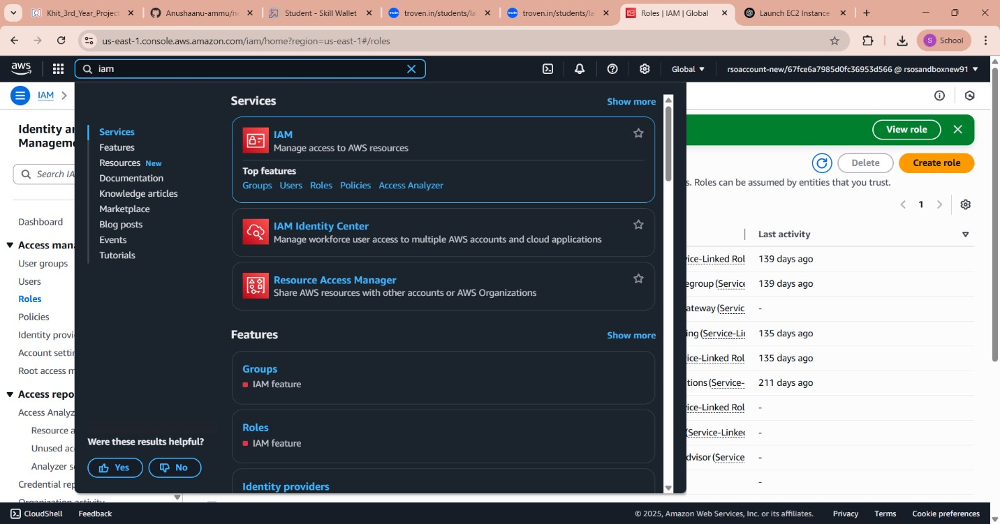 Khit_3rd_Year_Project
Anushaanu-ammu/ne
Student - Skill Wallet
troven.in/students/la
troven.in/students/la
Roles | IAM | Global
Launch EC2 Instance
us-east-1.console.aws.amazon.com/iam/home?region=us-east-1#/roles
S School
aws
iam
Global
rsoaccount-new/67fce6a7985d0fc36953d566 @ rsosandboxnew91
IAM
Identity an
Managem
Search IA
Dashboard
Access man
User groups
Users
Roles
Policies
Identity provi
Account settin
Root access m
Access repo
Access Analyz
Resource a
Unused ac
Analyzer s
Credential rep
Organization activity
Services
Features
Resources New
Documentation
Knowledge articles
Marketplace
Blog posts
Events
Tutorials
Were these results helpful?
Yes
No
Services
Show more
IAM
Manage access to AWS resources
Top features
Groups Users Roles Policies Access Analyzer
IAM Identity Center
Manage workforce user access to multiple AWS accounts and cloud applications
Resource Access Manager
Share AWS resources with other accounts or AWS Organizations
Features
Show more
Groups
IAM feature
Roles
IAM feature
Identity providers
View role
Delete
Create role
s. Roles can be assumed by entities that you trust.
1
Last activity
vice-Linked Rol 139 days ago
egroup (Service 139 days ago
ateway (Servic -
ing (Service-Lin 135 days ago
vice-Linked Rol 135 days ago
tions (Service- 211 days ago
vice-Linked Rol -
(Service-Linked -
dvisor (Service -
-
CloudShell
Feedback
© 2025, Amazon Web Services, Inc. or its affiliates.
Privacy
Terms
Cookie preferences